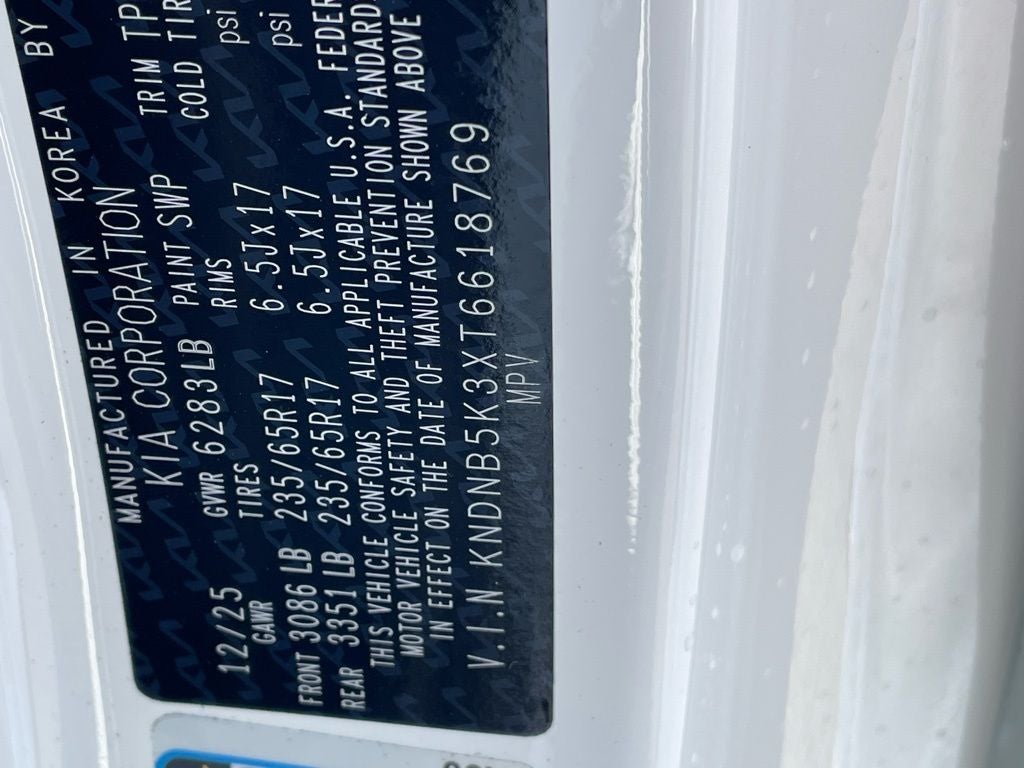 MANUFACTURED IN KOREA BY
KIA CORPORATION
12/25 GVWR 6283LB PAINT SWP TRIM TP
GAWR TIRES RIMS COLD TIR
FRONT 3086 LB 235/65R17 6.5Jx17 psi
REAR 3351 LB 235/65R17 6.5Jx17 psi
THIS VEHICLE CONFORMS TO ALL APPLICABLE U.S.A. FEDER
MOTOR VEHICLE SAFETY AND THEFT PREVENTION STANDARD
IN EFFECT ON THE DATE OF MANUFACTURE SHOWN ABOVE
V.I.N KNDNB5K3XT6618769
MPV